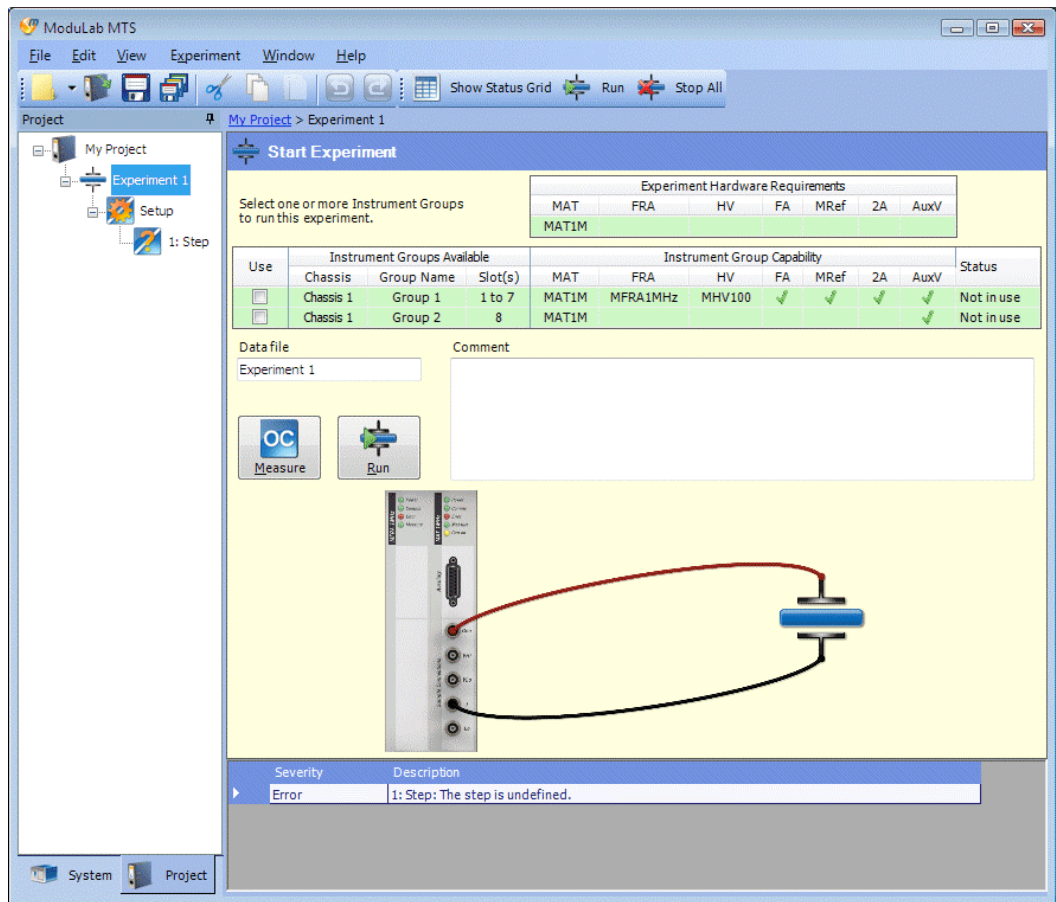 ModuLab MTS
File Edit View Experiment Window Help
Show Status Grid Run Stop All
Project
My Project > Experiment 1
My Project
Experiment 1
Setup
1: Step
Start Experiment
Select one or more Instrument Groups
to run this experiment.
Experiment Hardware Requirements
MAT FRA HV FA MRef 2A AuxV
MAT1M
Use Instrument Groups Available Instrument Group Capability Status
Chassis Group Name Slot(s) MAT FRA HV FA MRef 2A AuxV
Chassis 1 Group 1 1 to 7 MAT1M MFRA1MHz MHV100 Not in use
Chassis 1 Group 2 8 MAT1M Not in use
Data file Comment
Experiment 1
OC
Measure Run
Power
Auxiliary
Severity Description
Error 1: Step: The step is undefined.
System Project